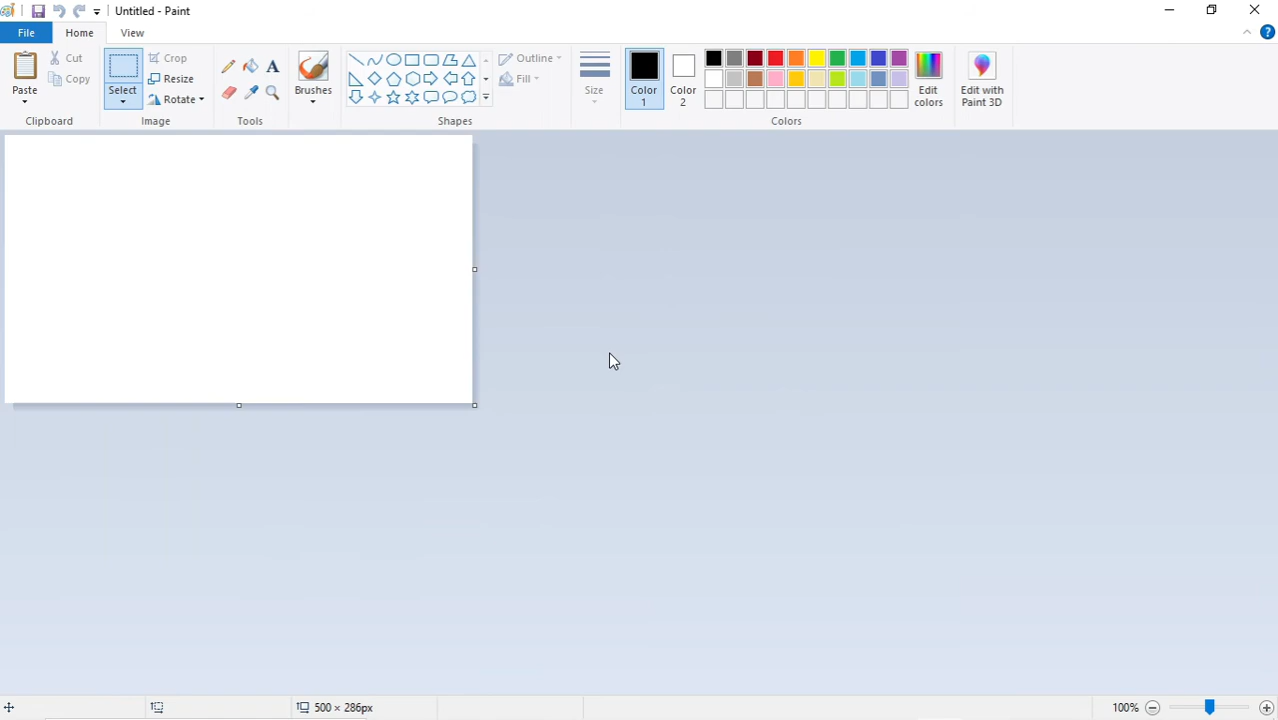 Untitled - Paint
File
Home
View
Paste
Cut
Copy
Clipboard
Select
Crop
Resize
Rotate
Image
A
Tools
Brushes
Shapes
Outline
Fill
Size
Color
1
Color
2
Colors
Edit
colors
Edit with
Paint 3D
500 × 286px
100%